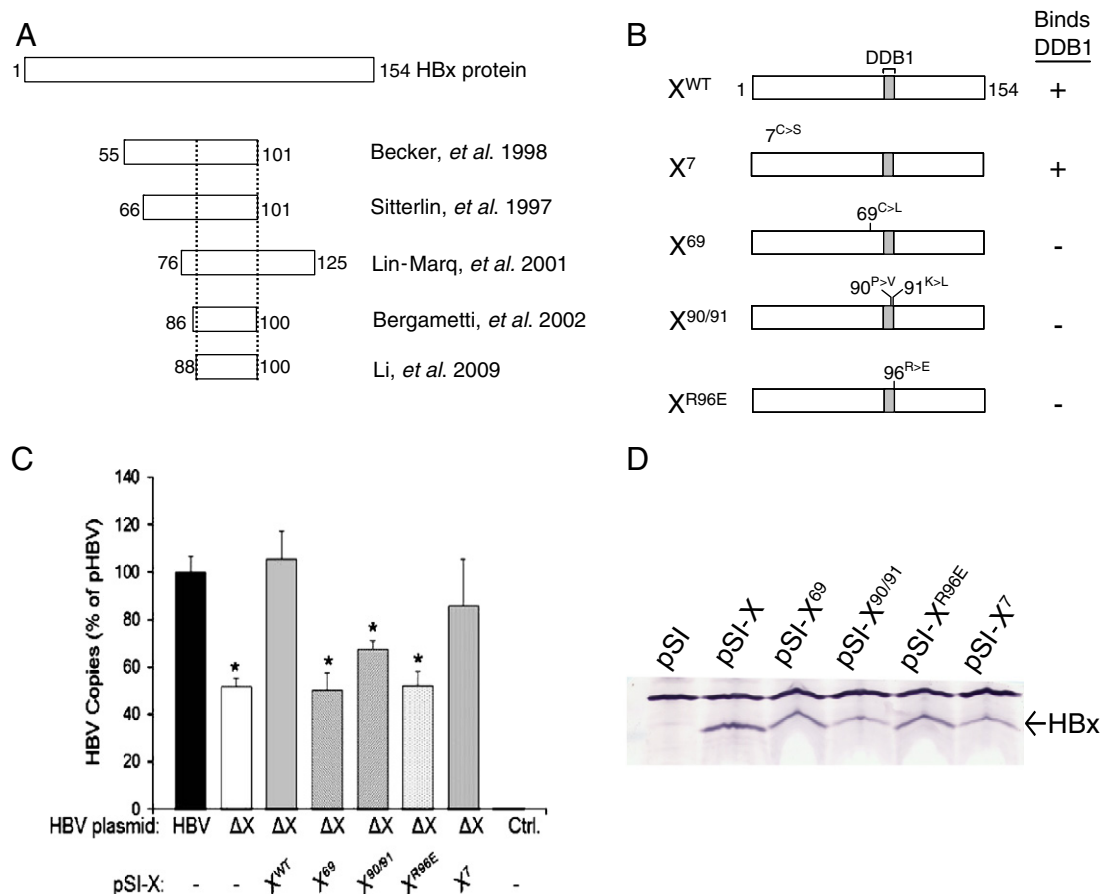 A
1 154 HBx protein
55 101 Becker, et al. 1998
66 101 Sitterlin, et al. 1997
76 125 Lin-Marq, et al. 2001
86 100 Bergametti, et al. 2002
88 100 Li, et al. 2009
B
Binds
DDB1
DDB1
X^WT 1 154 +
7^C>S
X^7 +
69^C>L
X^69 -
90^P>V 91^K>L
X^90/91 -
96^R>E
X^R96E -
C
HBV Copies (% of pHBV)
140
120
100
80
60
40
20
0
* * * *
HBV plasmid: HBV ΔX ΔX ΔX ΔX ΔX ΔX Ctrl.
pSI-X: - - X^WT X^69 X^90/91 X^R96E X^7 -
D
pSI pSI-X pSI-X^69 pSI-X^90/91 pSI-X^R96E pSI-X^7
HBx